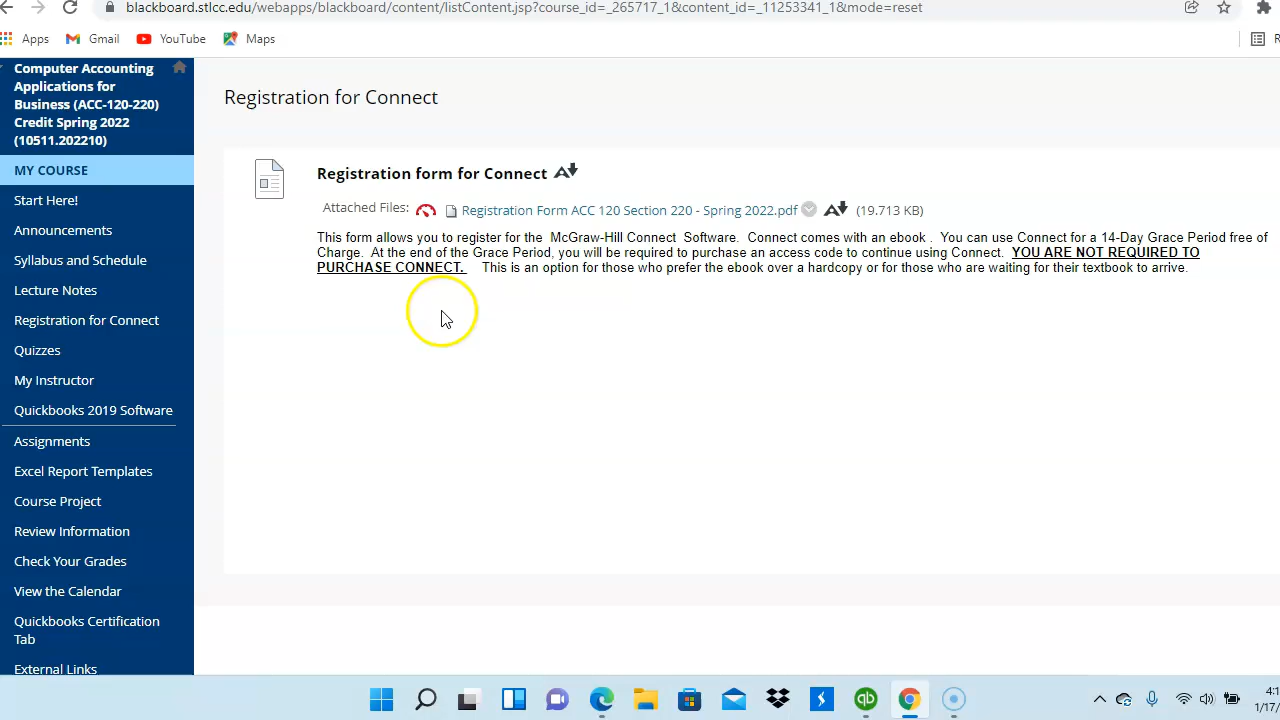 blackboard.stlcc.edu/webapps/blackboard/content/listContent.jsp?course_id=_265717_1&content_id=_11253341_1&mode=reset
Apps Gmail YouTube Maps R
Computer Accounting
Applications for
Business (ACC-120-220)
Credit Spring 2022
(10511.202210)
MY COURSE
Start Here!
Announcements
Syllabus and Schedule
Lecture Notes
Registration for Connect
Quizzes
My Instructor
Quickbooks 2019 Software
Assignments
Excel Report Templates
Course Project
Review Information
Check Your Grades
View the Calendar
Quickbooks Certification
Tab
External Links
Registration for Connect
Registration form for Connect
Attached Files: Registration Form ACC 120 Section 220 - Spring 2022.pdf (19.713 KB)
This form allows you to register for the McGraw-Hill Connect Software. Connect comes with an ebook . You can use Connect for a 14-Day Grace Period free of
Charge. At the end of the Grace Period, you will be required to purchase an access code to continue using Connect. YOU ARE NOT REQUIRED TO
PURCHASE CONNECT. This is an option for those who prefer the ebook over a hardcopy or for those who are waiting for their textbook to arrive.
4:1
1/17/